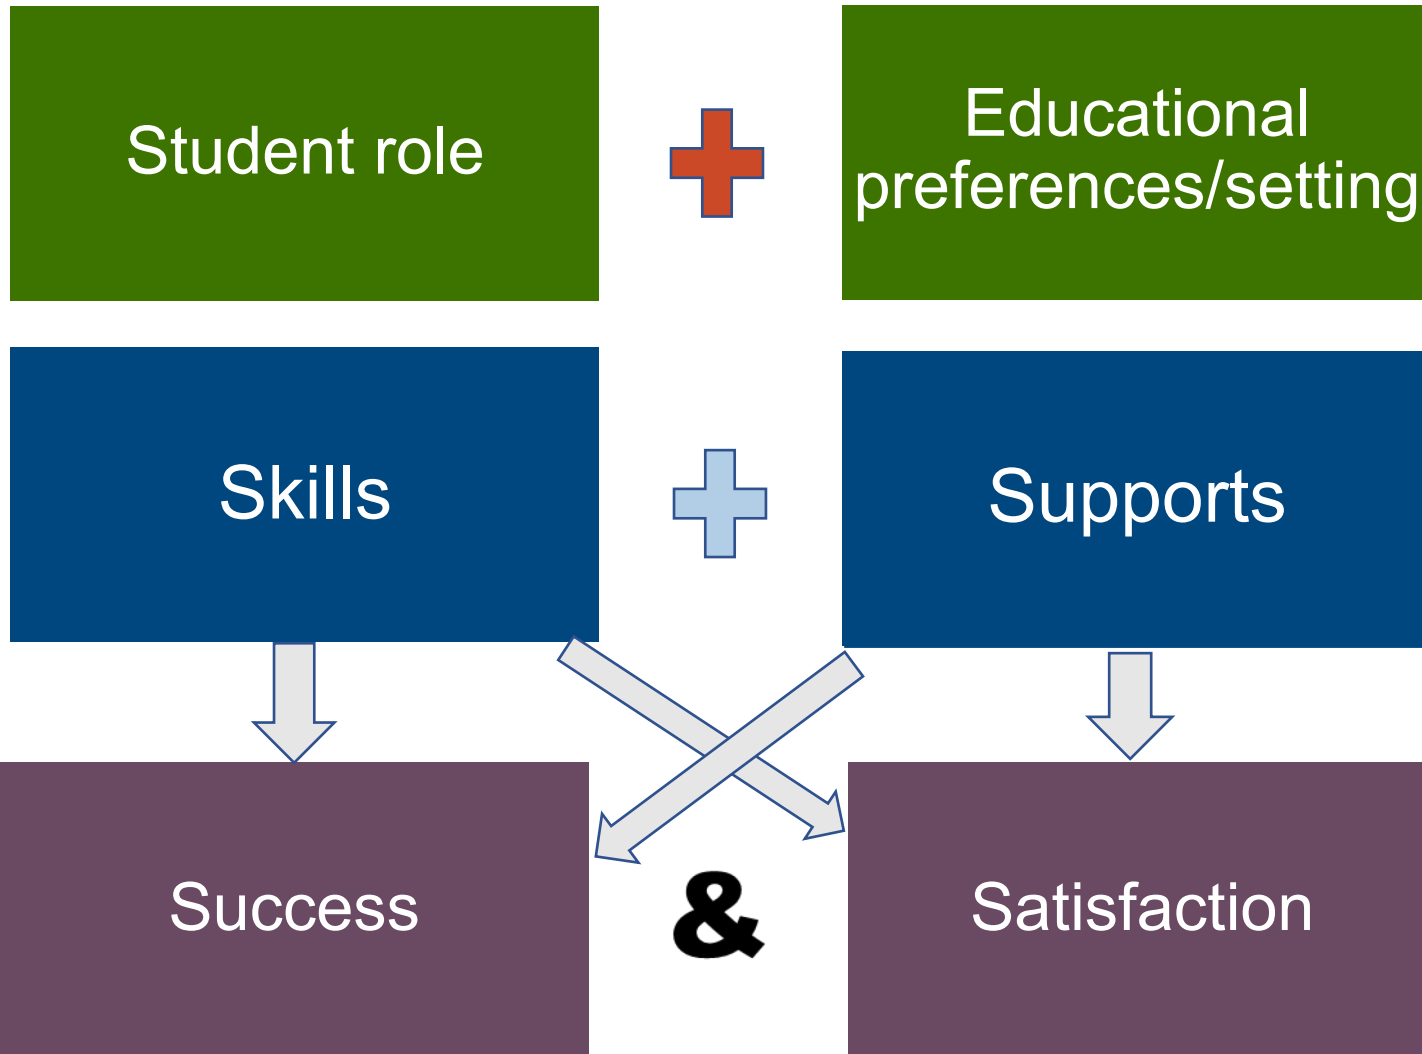 Student role
Educational
preferences/setting
Skills
Supports
Success
&
Satisfaction